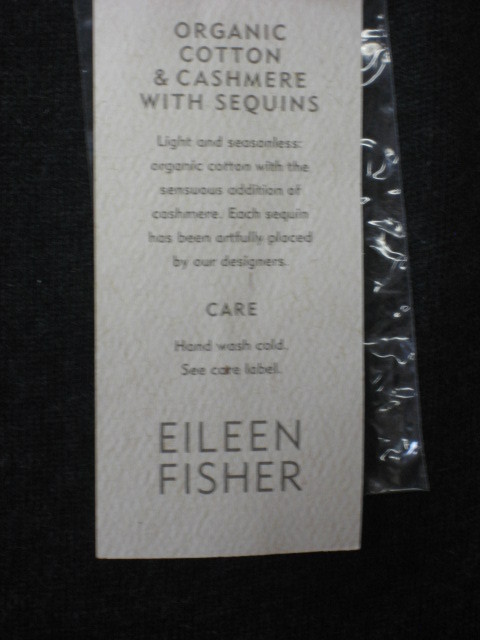 ORGANIC
COTTON
& CASHMERE
WITH SEQUINS
Light and seasonless:
organic cotton with the
sensuous addition of
cashmere. Each sequin
has been artfully placed
by our designers.
CARE
Hand wash cold.
See care label.
EILEEN
FISHER